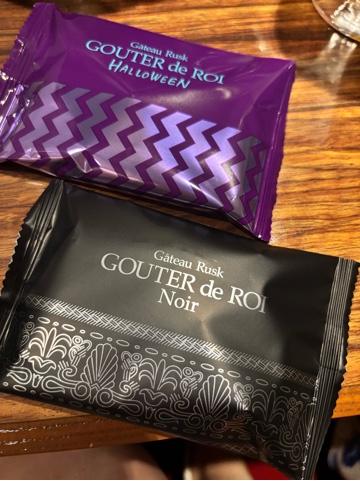 Gâteau Rusk
GOUTER de ROI
HALLOWEEN
Gâteau Rusk
GOUTER de ROI
Noir